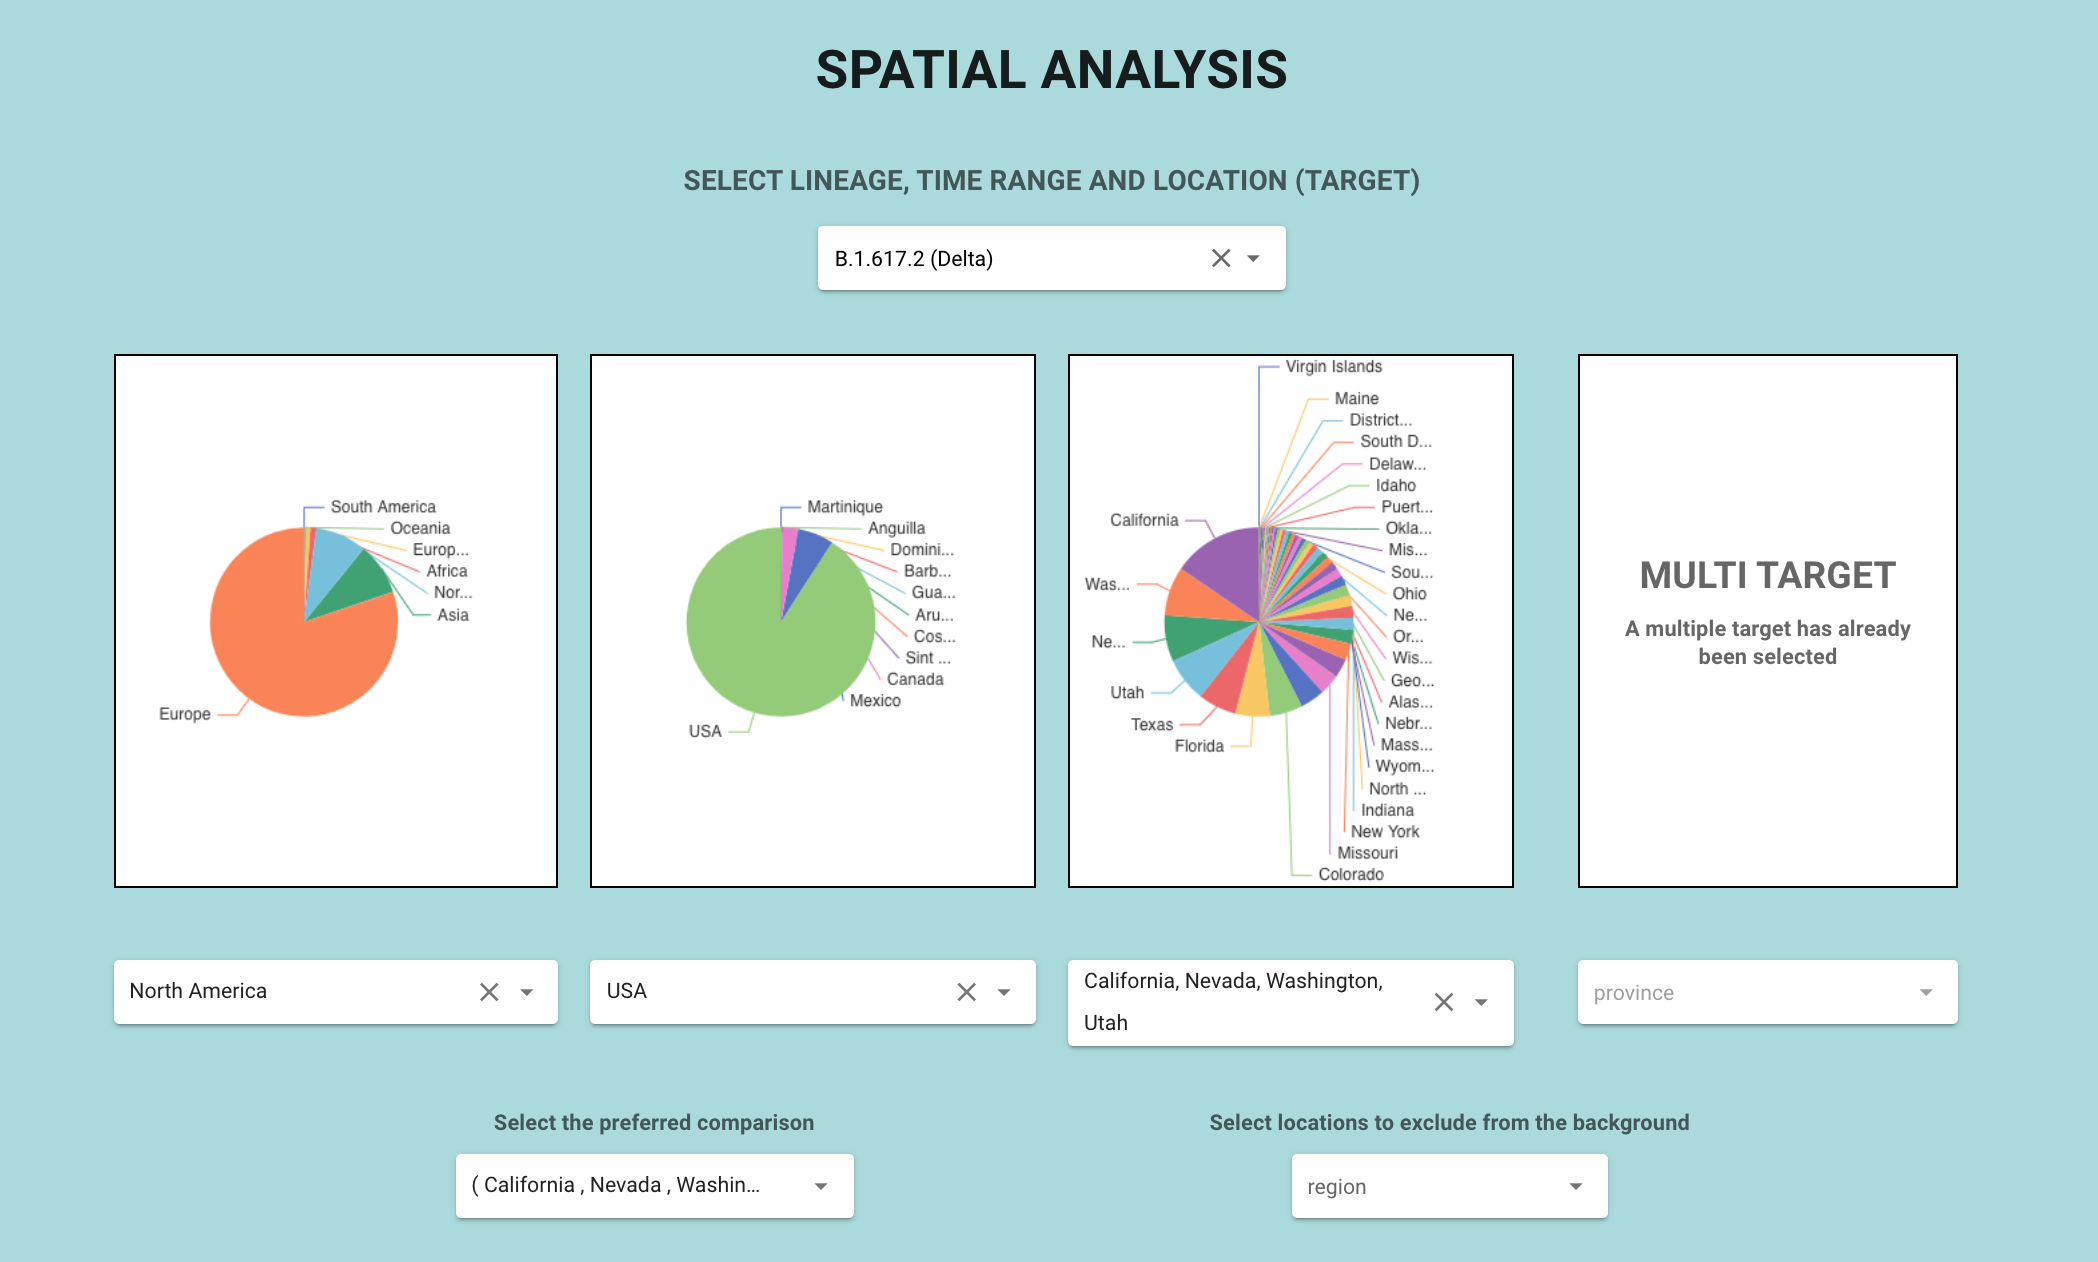 SPATIAL ANALYSIS
SELECT LINEAGE, TIME RANGE AND LOCATION (TARGET)
B.1.617.2 (Delta)
South America
Oceania
Europ...
Africa
Nor...
Asia
Europe
Martinique
Anguilla
Domini...
Barb...
Gua...
Aru...
Cos...
Sint ...
Canada
Mexico
USA
Virgin Islands
Maine
District...
South D...
Delaw...
Idaho
Puert...
Okla...
Mis...
Sou...
Ohio
Ne...
Or...
Wis...
Geo...
Alas...
Nebr...
Mass...
Wyom...
North ...
Indiana
New York
Missouri
Colorado
California
Was...
Ne...
Utah
Texas
Florida
MULTI TARGET
A multiple target has already
been selected
North America
USA
California, Nevada, Washington,
Utah
province
Select the preferred comparison
( California , Nevada , Washin...
Select locations to exclude from the background
region